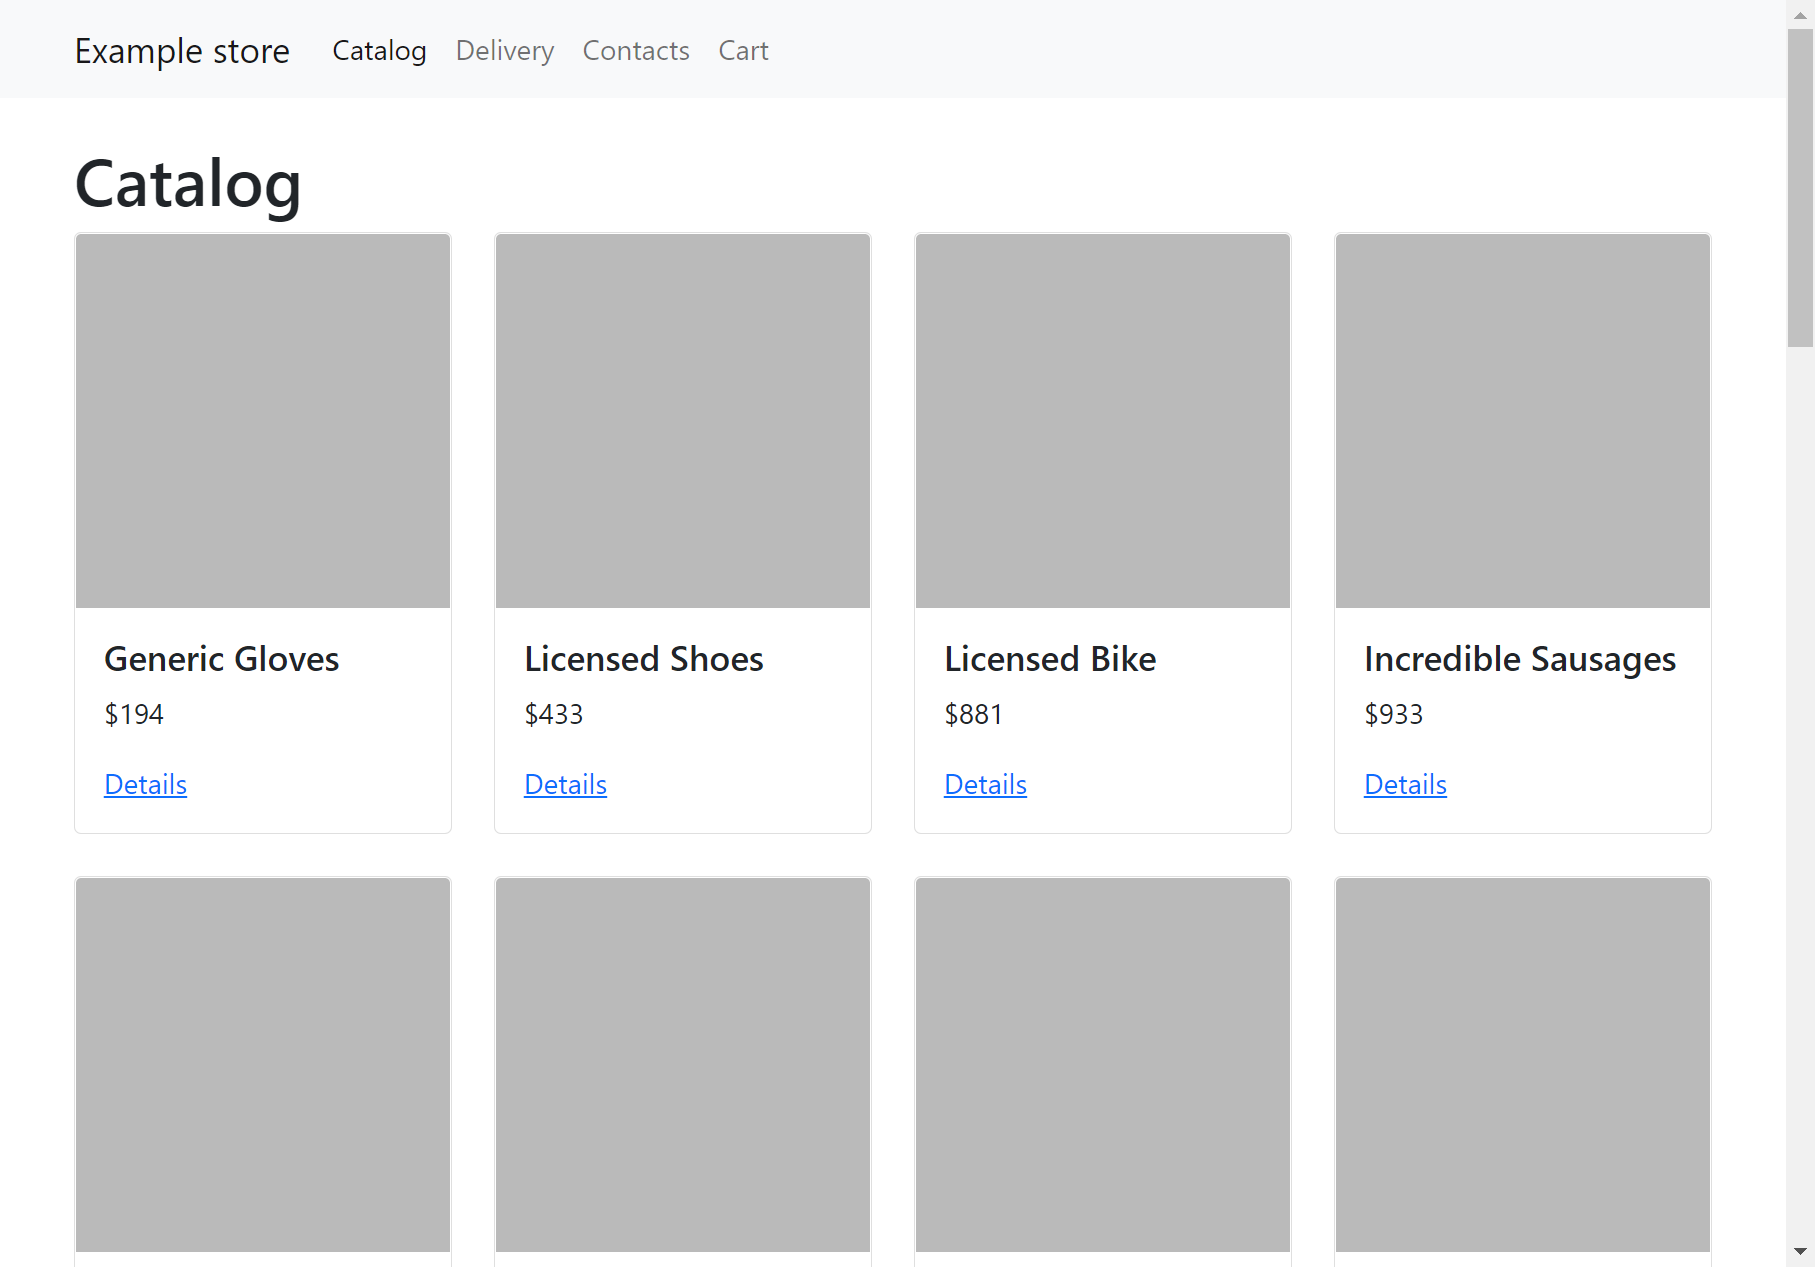 Example store Catalog Delivery Contacts Cart
Catalog
Generic Gloves Licensed Shoes Licensed Bike Incredible Sausages
$194 $433 $881 $933
Details Details Details Details